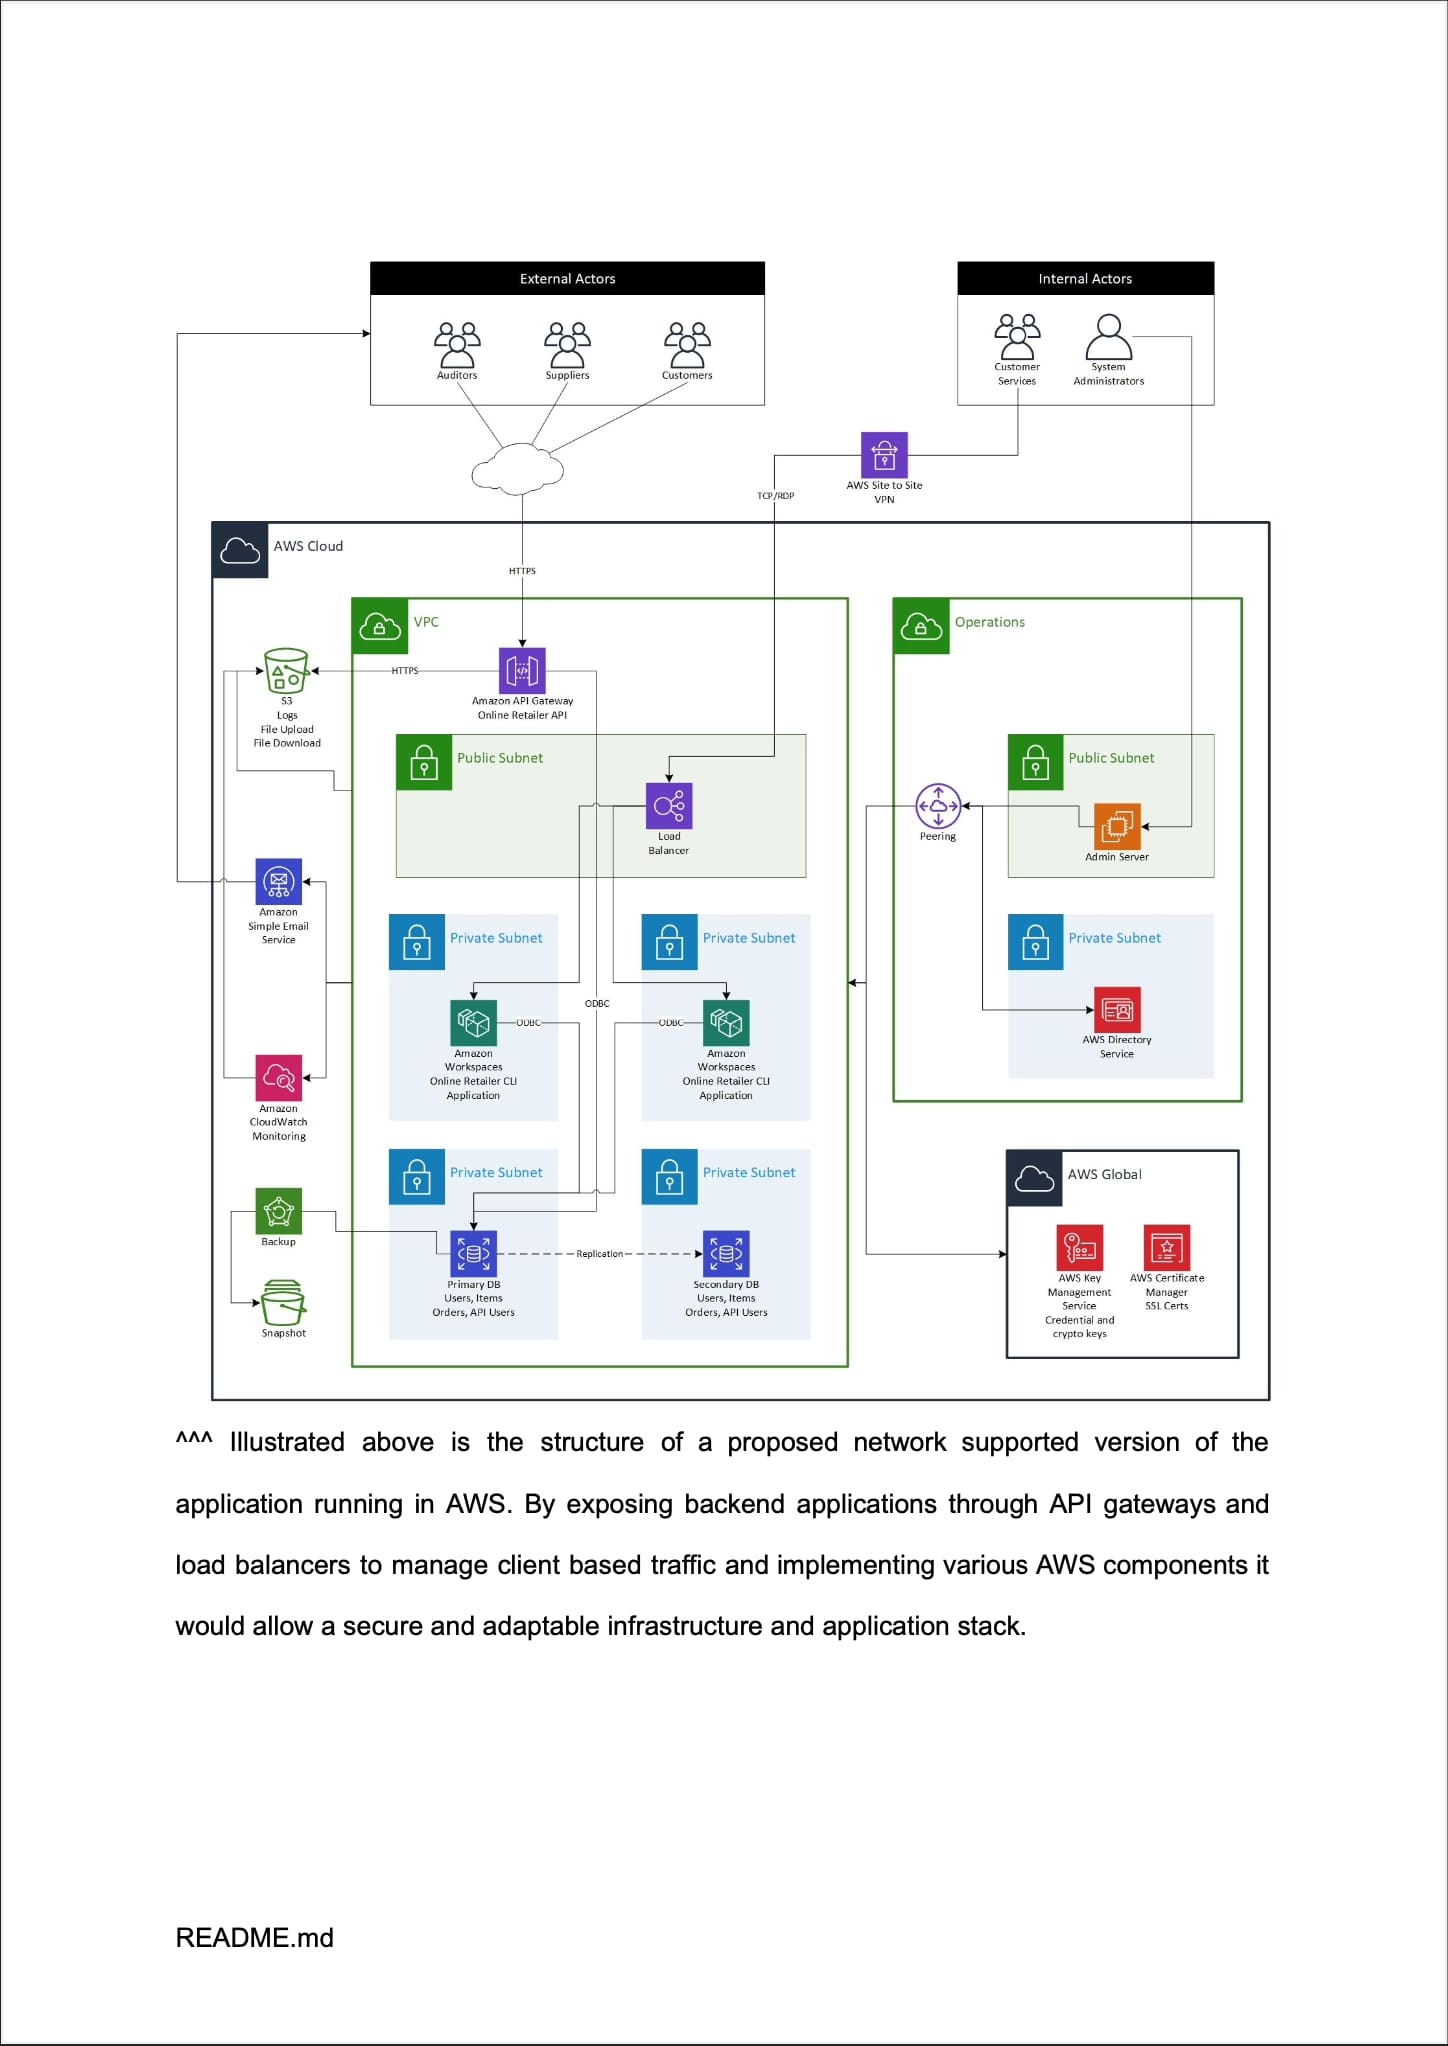 External Actors
Internal Actors
Auditors
Suppliers
Customers
Customer
Services
System
Administrators
AWS Site to Site
VPN
TCP/RDP
AWS Cloud
HTTPS
VPC
Operations
HTTPS
S3
Logs
File Upload
File Download
Amazon API Gateway
Online Retailer API
Public Subnet
Public Subnet
Load
Balancer
Peering
Admin Server
Amazon
Simple Email
Service
Private Subnet
Private Subnet
Private Subnet
ODBC
ODBC
ODBC
Amazon
Workspaces
Online Retailer CLI
Application
Amazon
Workspaces
Online Retailer CLI
Application
AWS Directory
Service
Amazon
CloudWatch
Monitoring
Private Subnet
Private Subnet
AWS Global
Backup
Replication
Primary DB
Users, Items
Orders, API Users
Secondary DB
Users, Items
Orders, API Users
AWS Key
Management
Service
Credential and
crypto keys
AWS Certificate
Manager
SSL Certs
Snapshot
^^^ Illustrated above is the structure of a proposed network supported version of the
application running in AWS. By exposing backend applications through API gateways and
load balancers to manage client based traffic and implementing various AWS components it
would allow a secure and adaptable infrastructure and application stack.
README.md